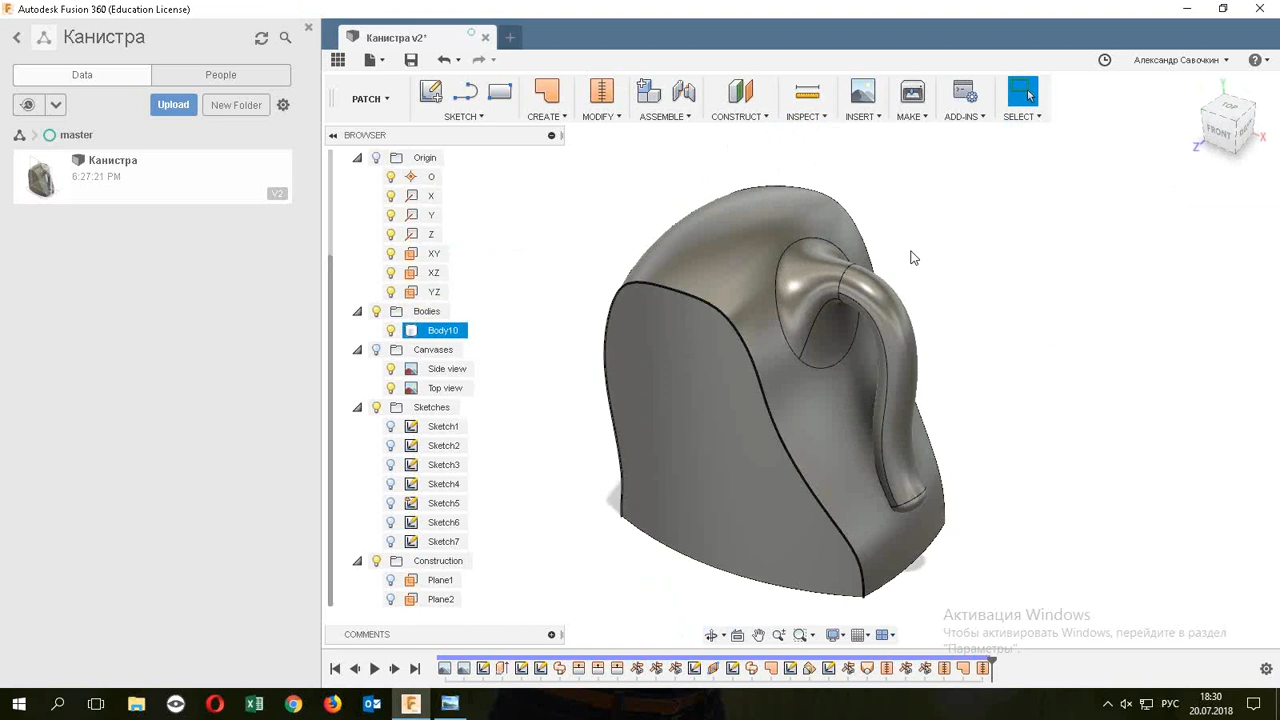 Autodesk Fusion 360 (Education License)
Канистра
Канистра v2*
Александр Савочкин
Data
People
Upload
New Folder
PATCH
SKETCH
CREATE
MODIFY
ASSEMBLE
CONSTRUCT
INSPECT
INSERT
MAKE
ADD-INS
SELECT
TOP
FRONT
Y
Z
X
master
BROWSER
Канистра
6:27:21 PM
V2
Origin
O
X
Y
Z
XY
XZ
YZ
Bodies
Body10
Canvases
Side view
Top view
Sketches
Sketch1
Sketch2
Sketch3
Sketch4
Sketch5
Sketch6
Sketch7
Construction
Plane1
Plane2
COMMENTS
Активация Windows
Чтобы активировать Windows, перейдите в раздел
"Параметры".
РУС
18:30
20.07.2018